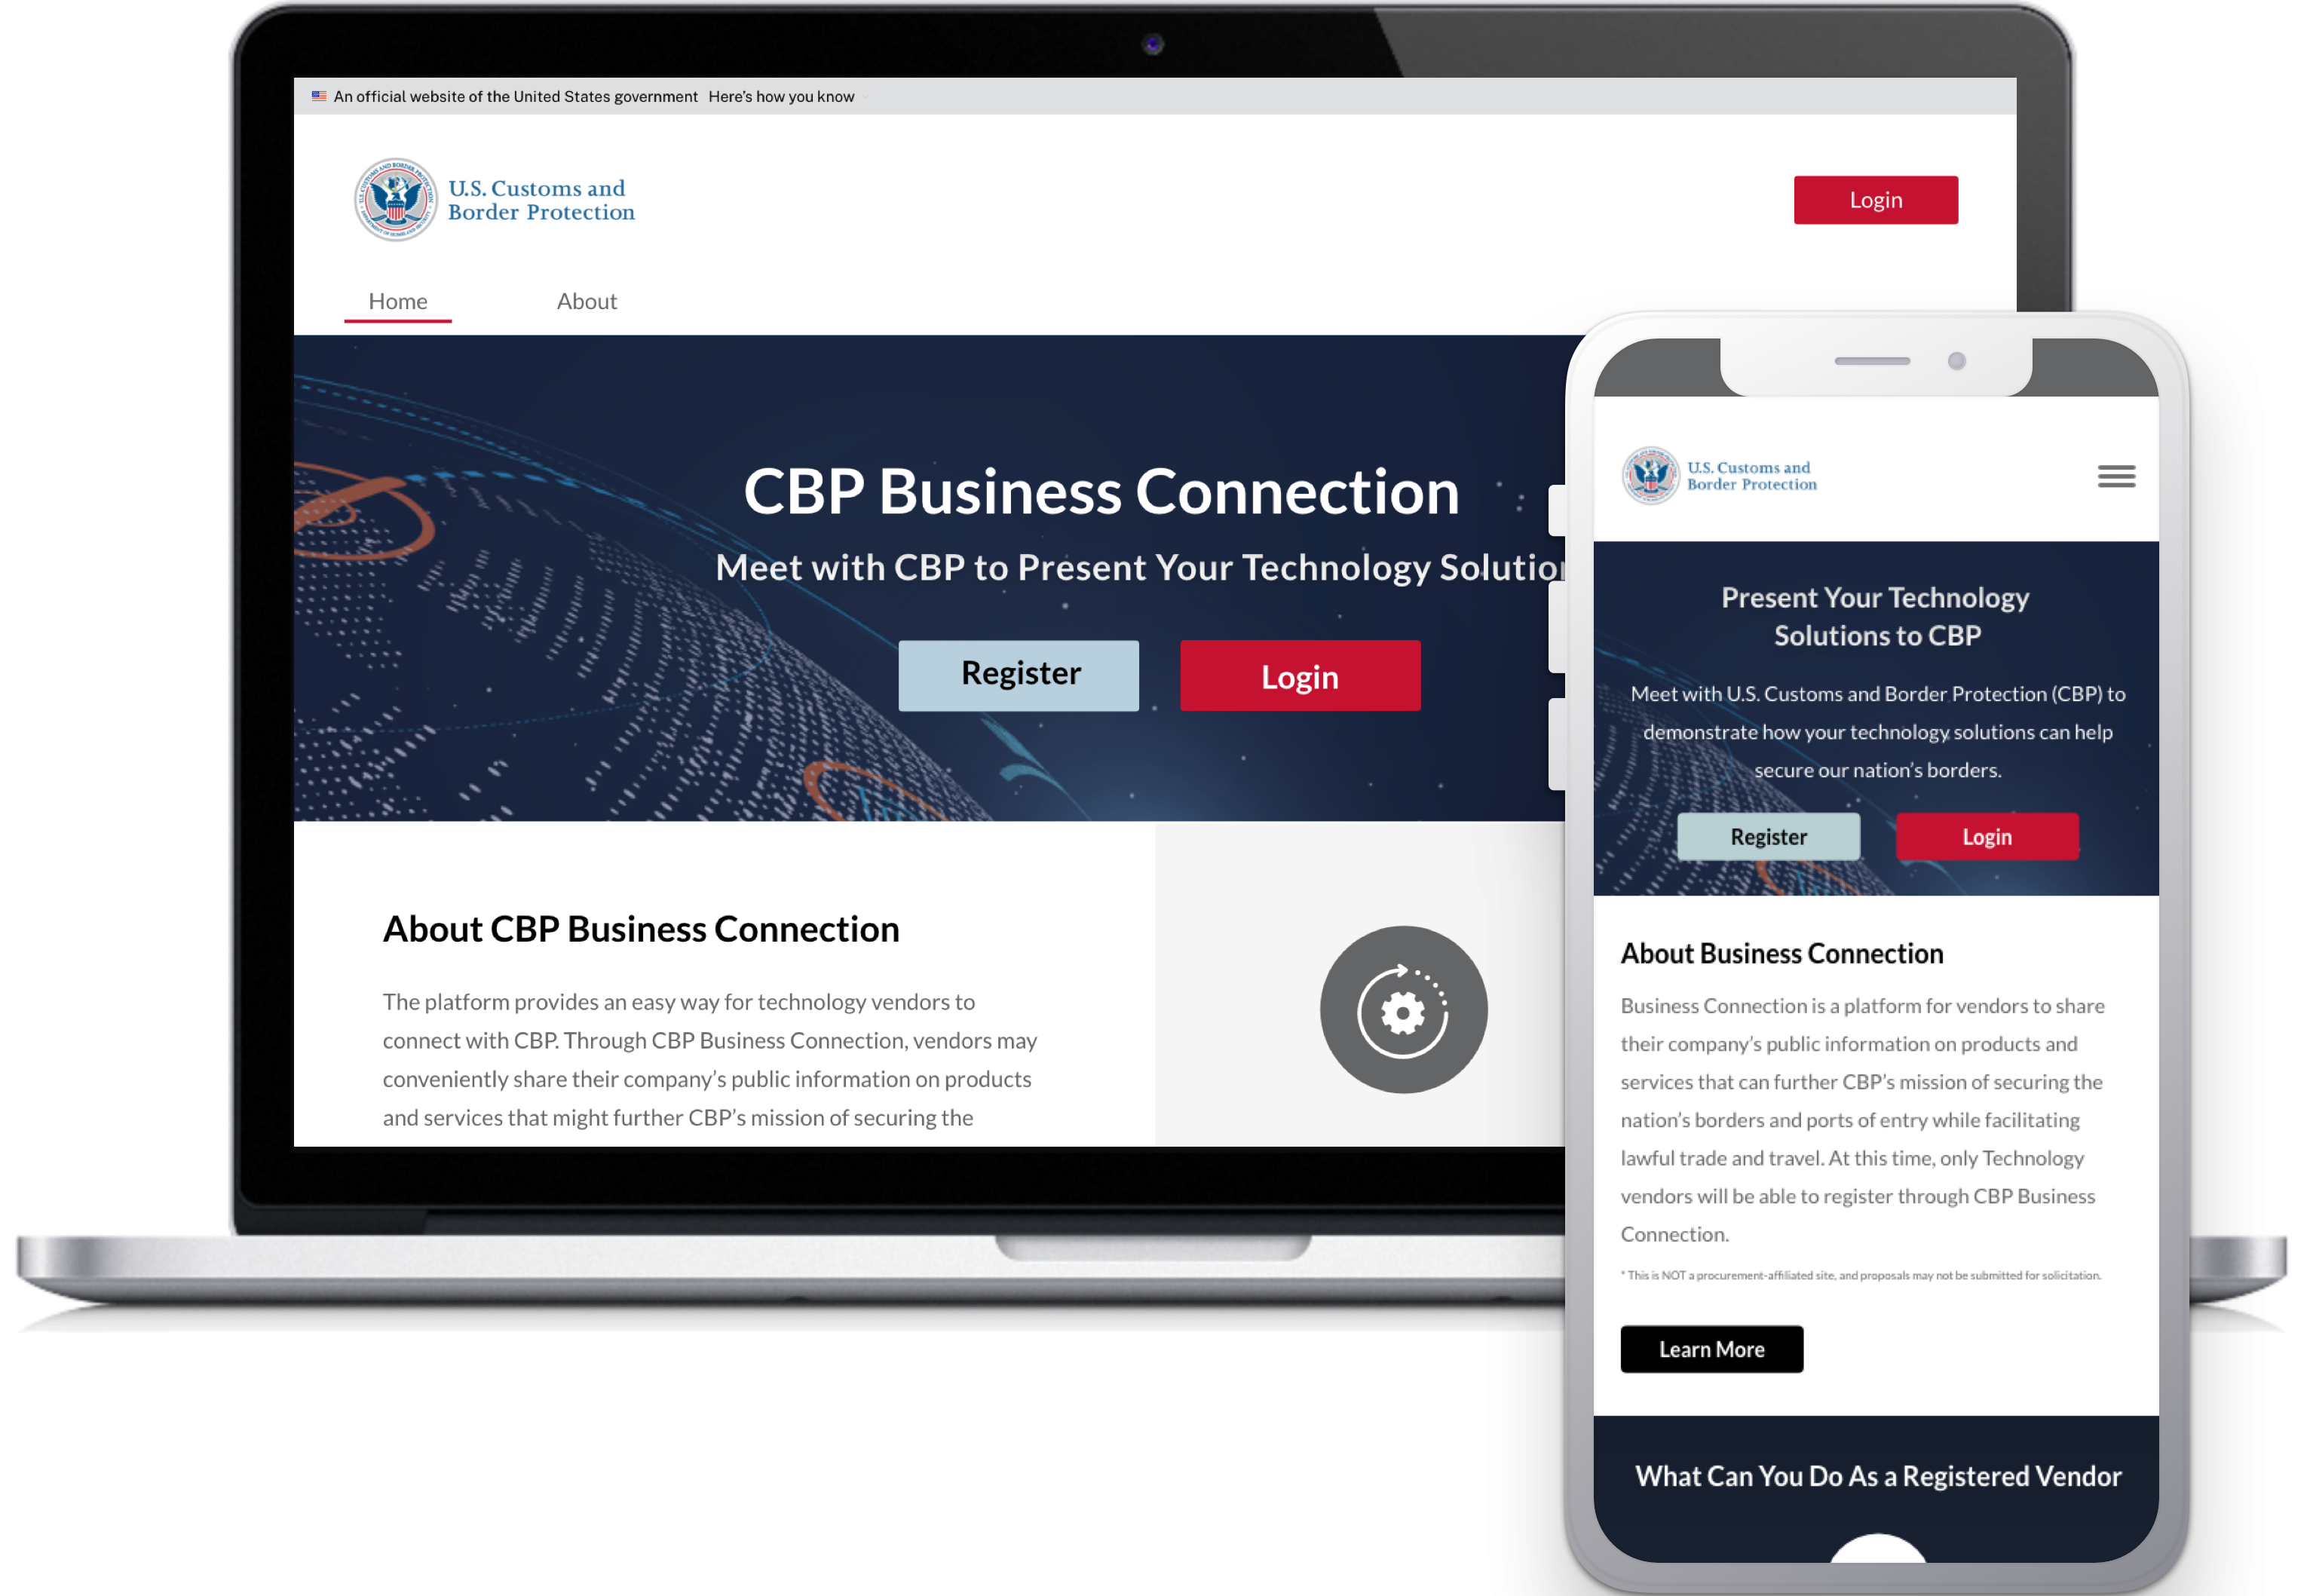 An official website of the United States government Here's how you know
U.S. Customs and
Border Protection
Login
Home About
CBP Business Connection
Meet with CBP to Present Your Technology
Register Login
About CBP Business Connection
The platform provides an easy way for technology vendors to
connect with CBP. Through CBP Business Connection, vendors may
conveniently share their company's public information on products
and services that might further CBP's mission of securing the
U.S. Customs and
Border Protection
Present Your Technology
Solutions to CBP
Meet with U.S. Customs and Border Protection (CBP) to
demonstrate how your technology solutions can help
secure our nation's borders.
Register Login
About Business Connection
Business Connection is a platform for vendors to share
their company's public information on products and
services that can further CBP's mission of securing the
nation's borders and ports of entry while facilitating
lawful trade and travel. At this time, only Technology
vendors will be able to register through CBP Business
Connection.
* This is NOT a procurement-affiliated site, and proposals may not be submitted for solicitation.
Learn More
What Can You Do As a Registered Vendor